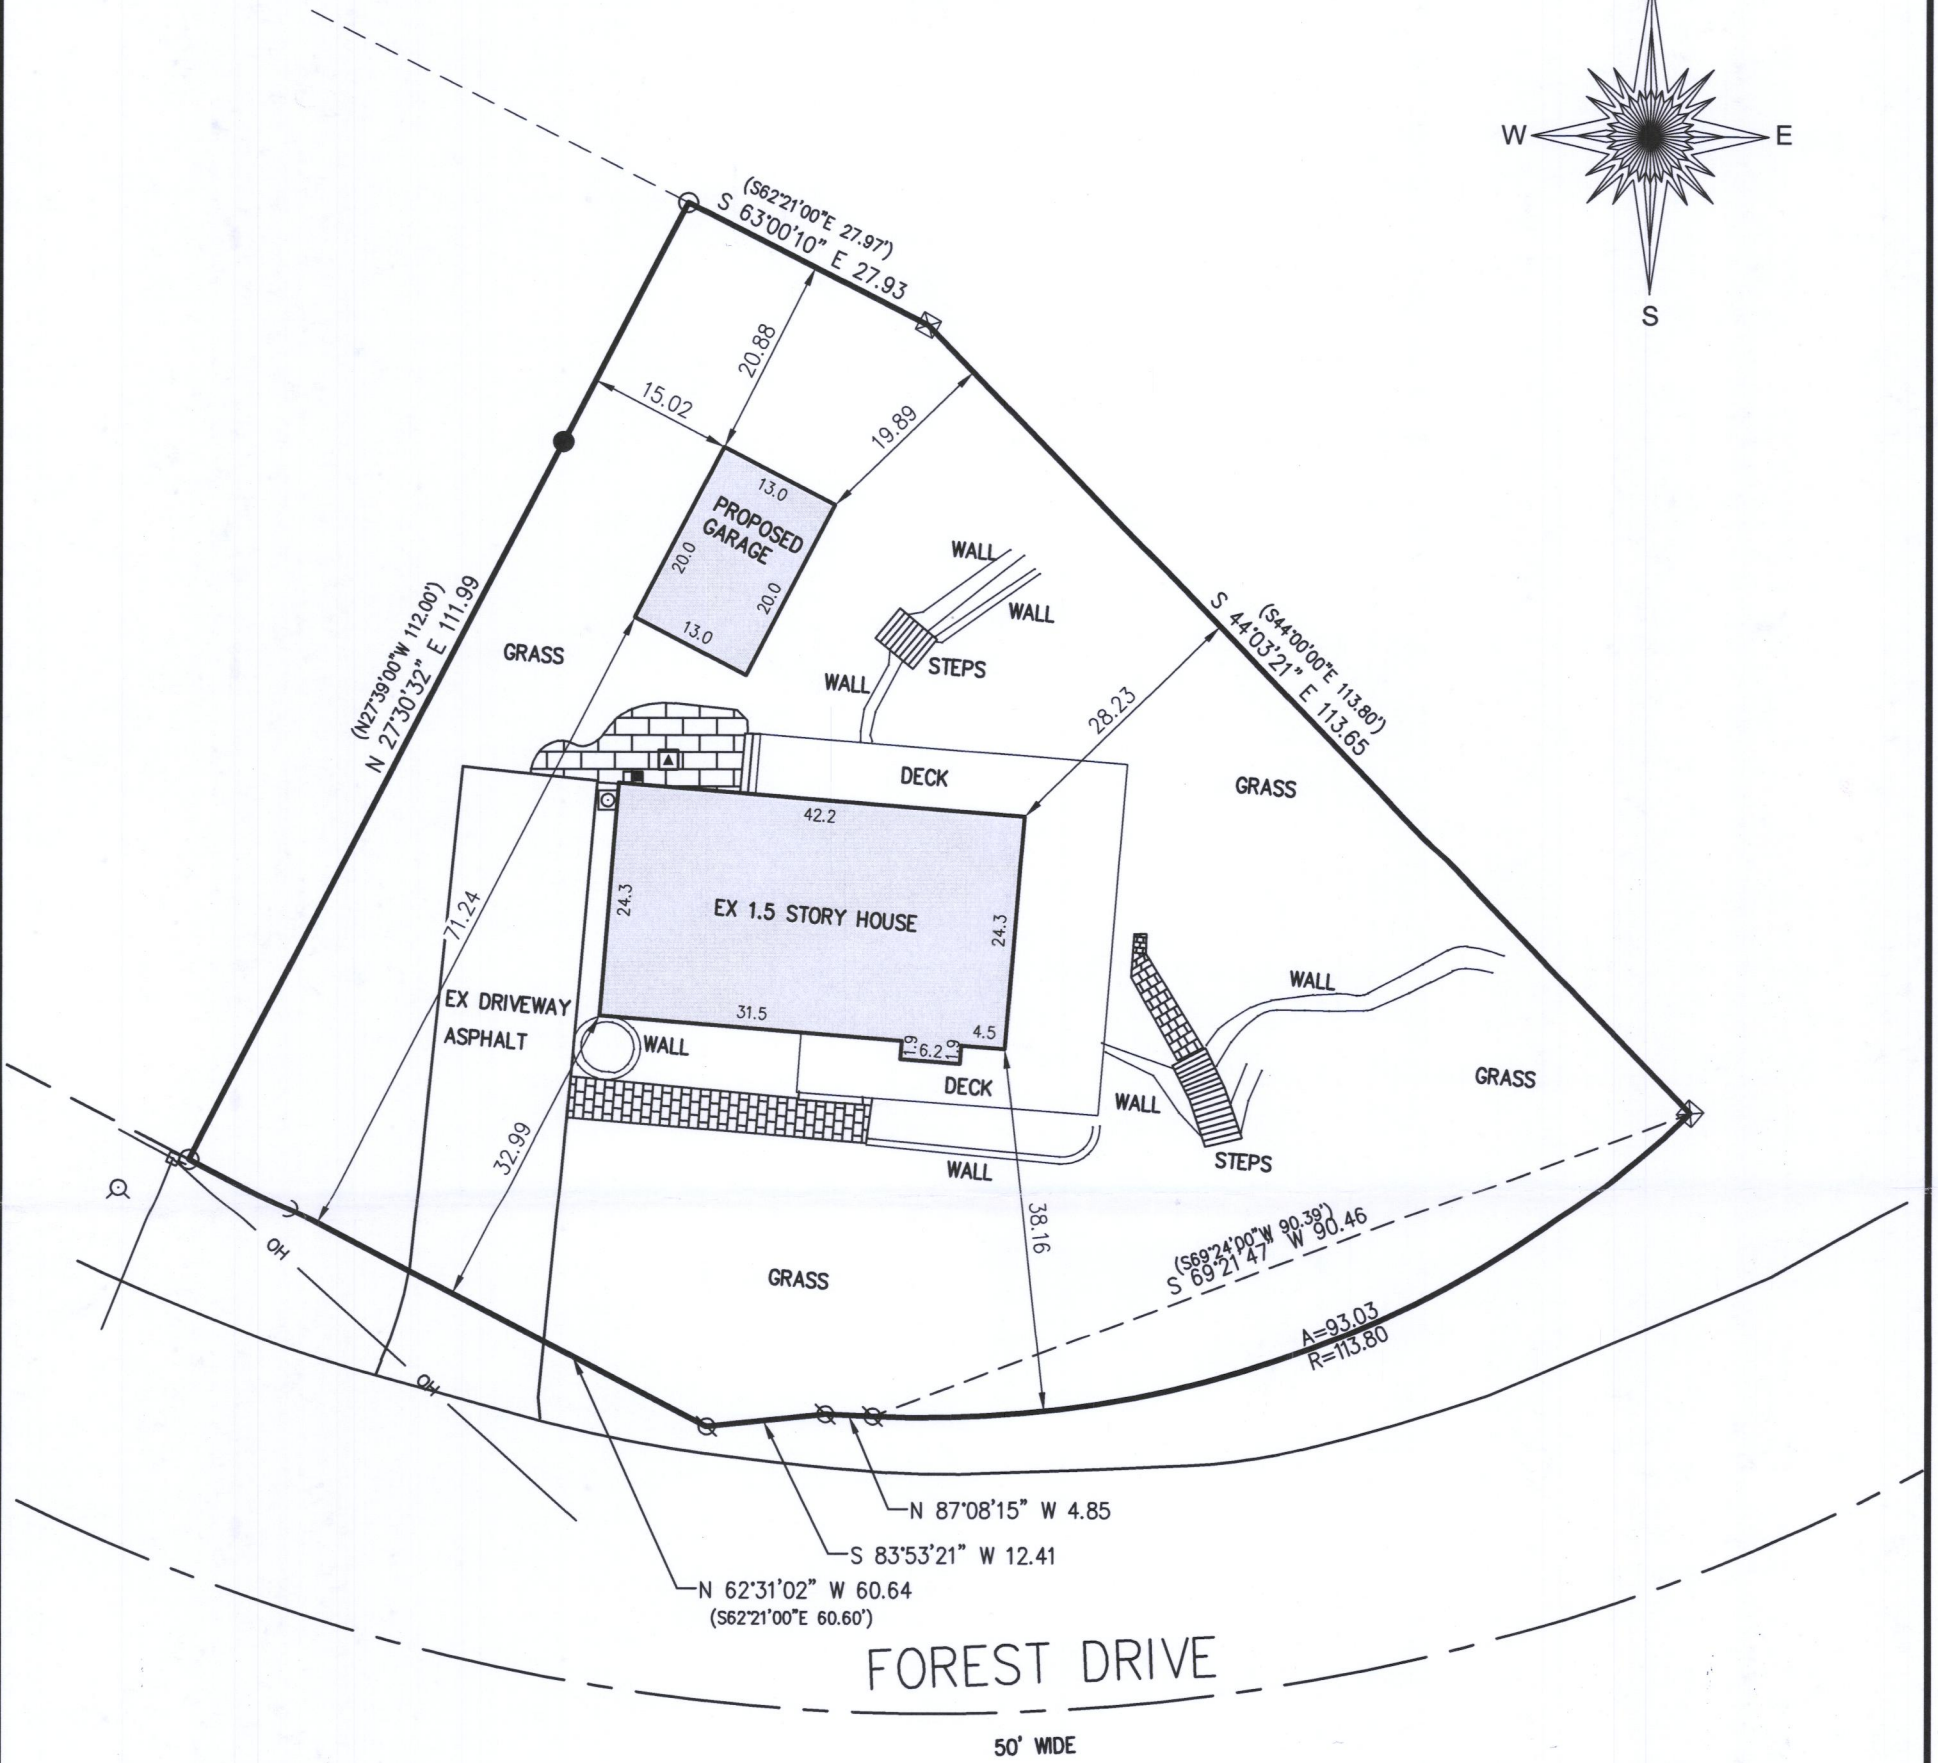 W
E
S
(S62°21'00"E 27.97')
S 63°00'10" E 27.93
20.88
15.02
19.89
13.0
PROPOSED
GARAGE
20.0
20.0
13.0
WALL
WALL
STEPS
WALL
(N27°39'00"W 112.00')
N 27°30'32" E 111.99
GRASS
(S44°00'00"E 113.80')
S 44°03'21" E 113.65
28.23
DECK
GRASS
42.2
24.3
EX 1.5 STORY HOUSE
24.3
71.24
EX DRIVEWAY
ASPHALT
31.5
4.5
1.9
6.2
1.9
WALL
DECK
WALL
GRASS
WALL
WALL
STEPS
32.99
38.16
(S69°24'00"W 90.39')
S 69°21'47" W 90.46
OH
OH
GRASS
A=93.03
R=113.80
N 87°08'15" W 4.85
S 83°53'21" W 12.41
N 62°31'02" W 60.64
(S62°21'00"E 60.60')
FOREST DRIVE
50' WIDE